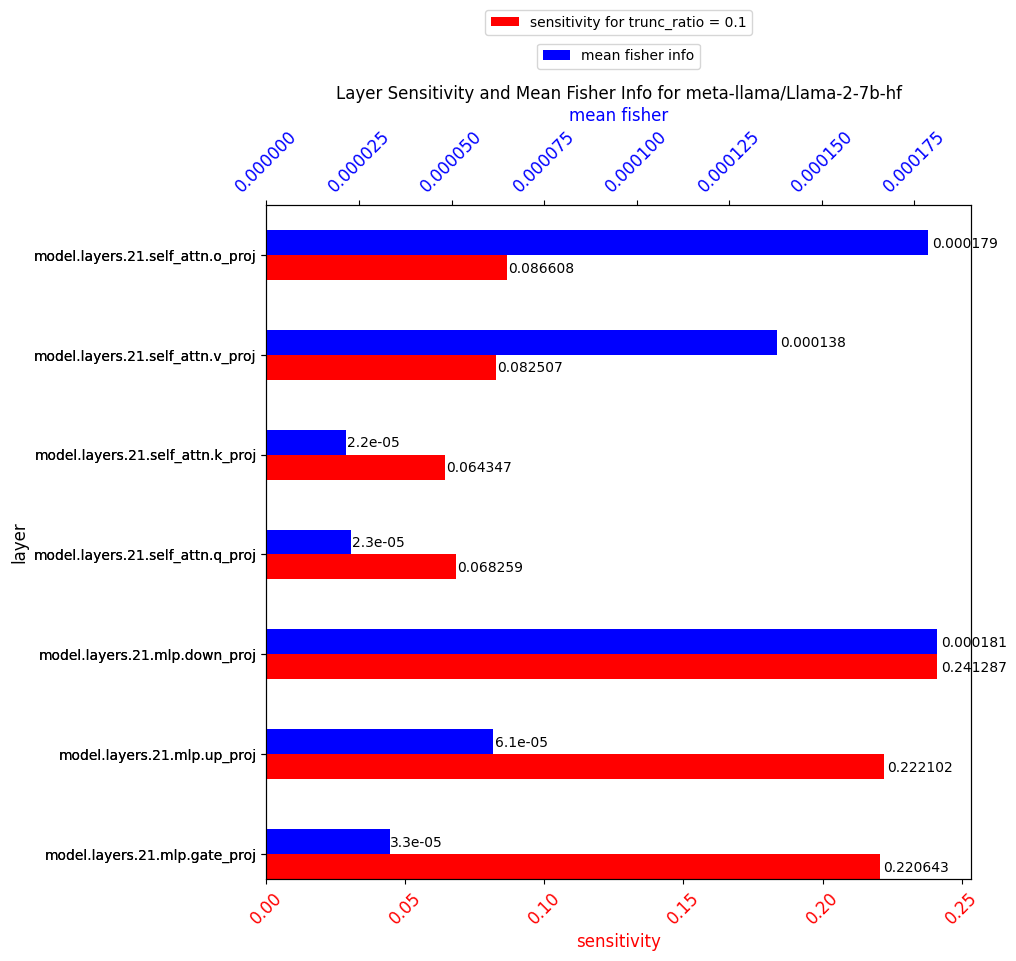 sensitivity for trunc_ratio = 0.1
mean fisher info
Layer Sensitivity and Mean Fisher Info for meta-llama/Llama-2-7b-hf
mean fisher
0.000000 0.000025 0.000050 0.000075 0.000100 0.000125 0.000150 0.000175
layer
model.layers.21.self_attn.o_proj
0.000179
0.086608
model.layers.21.self_attn.v_proj
0.000138
0.082507
model.layers.21.self_attn.k_proj
2.2e-05
0.064347
model.layers.21.self_attn.q_proj
2.3e-05
0.068259
model.layers.21.mlp.down_proj
0.000181
0.241287
model.layers.21.mlp.up_proj
6.1e-05
0.222102
model.layers.21.mlp.gate_proj
3.3e-05
0.220643
0.00 0.05 0.10 0.15 0.20 0.25
sensitivity